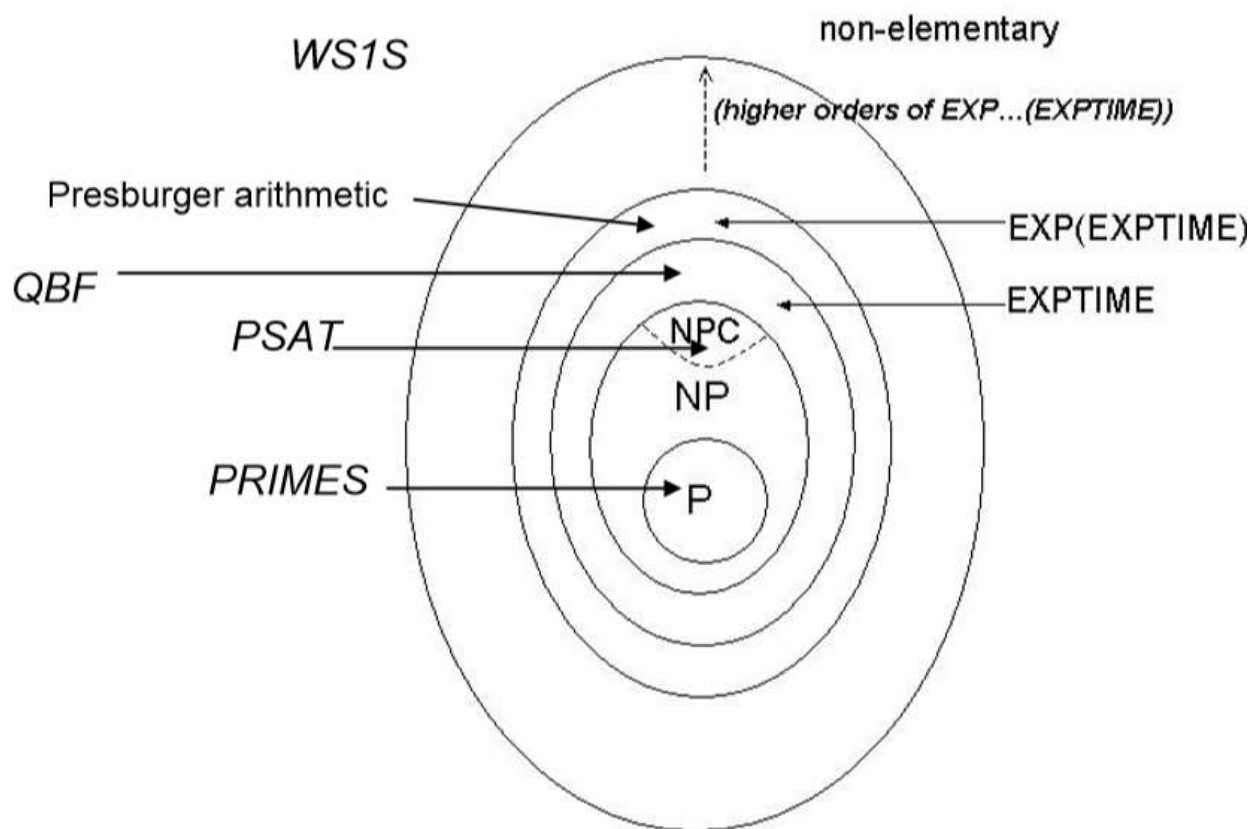 non-elementary
WS1S
(higher orders of EXP...(EXPTIME))
Presburger arithmetic
EXP(EXPTIME)
QBF
EXPTIME
PSAT
NPC
NP
PRIMES
P